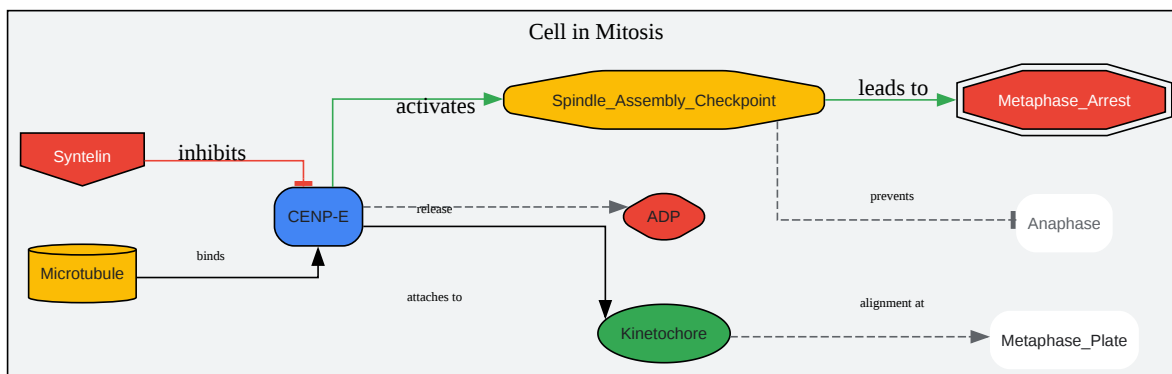 Cell in Mitosis
Spindle_Assembly_Checkpoint
leads to
Metaphase_Arrest
activates
Syntelin
inhibits
CENP-E
release
ADP
prevents
Anaphase
Microtubule
binds
attaches to
Kinetochore
alignment at
Metaphase_Plate